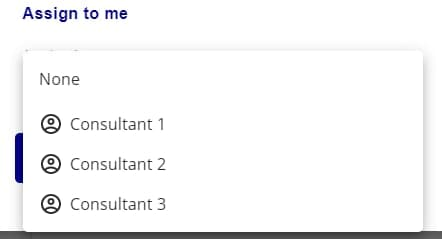 Assign to me
None
Consultant 1
Consultant 2
Consultant 3